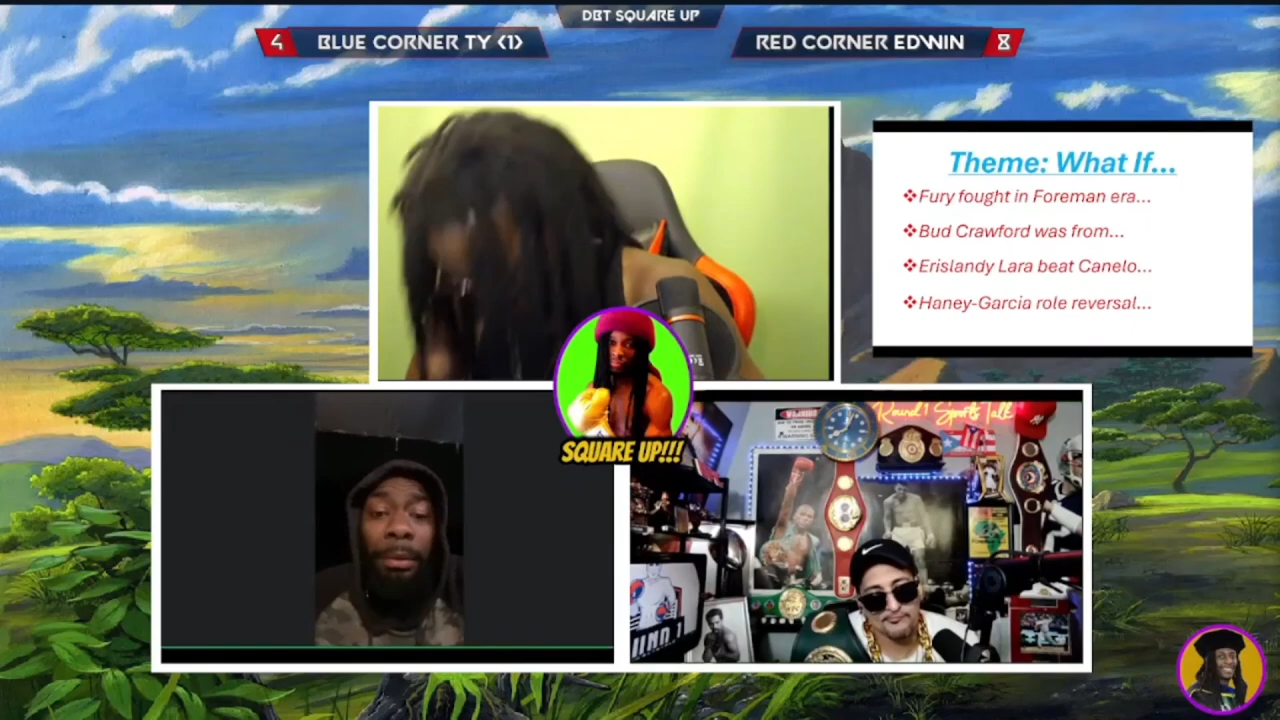 DBT SQUARE UP
4 BLUE CORNER TY <1>
RED CORNER EDWIN 8
Theme: What If...
❖Fury fought in Foreman era...
❖Bud Crawford was from...
❖Erislandy Lara beat Canelo...
❖Haney-Garcia role reversal...
SQUARE UP!!!
Round 1 Sports Talk
WARNING